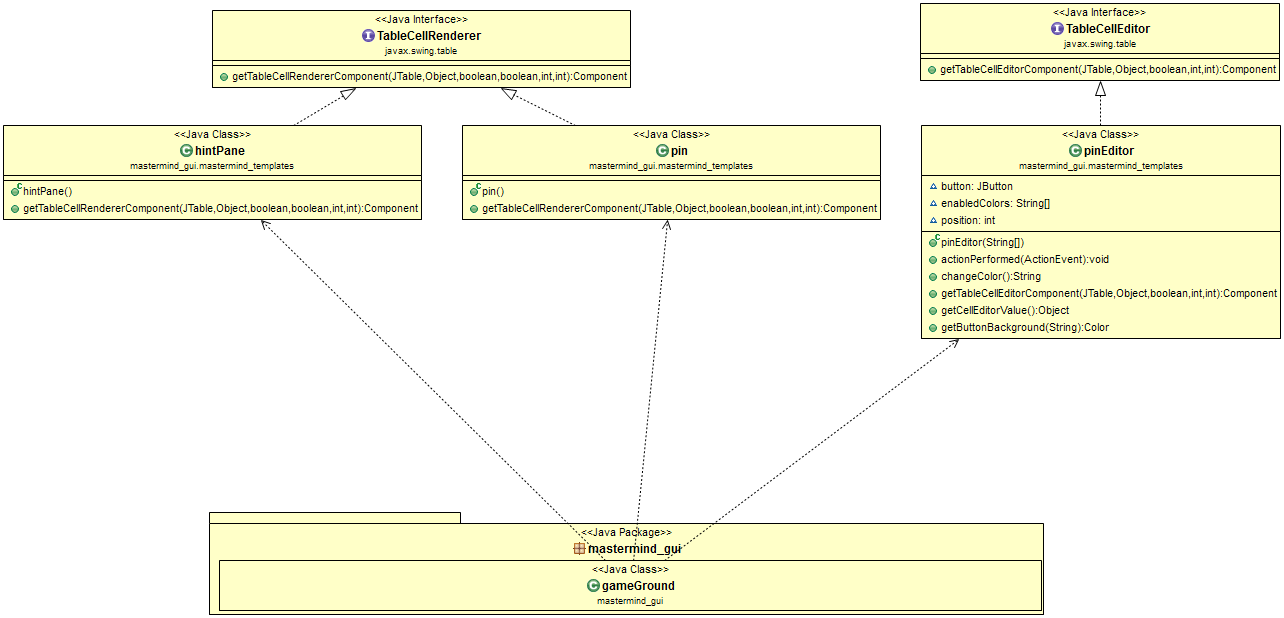 <<Java Interface>>
TableCellRenderer
javax.swing.table
getTableCellRendererComponent(JTable,Object,boolean,boolean,int,int):Component
<<Java Interface>>
TableCellEditor
javax.swing.table
getTableCellEditorComponent(JTable,Object,boolean,int,int):Component
<<Java Class>>
hintPane
mastermind_gui.mastermind_templates
hintPane()
getTableCellRendererComponent(JTable,Object,boolean,boolean,int,int):Component
<<Java Class>>
pin
mastermind_gui.mastermind_templates
pin()
getTableCellRendererComponent(JTable,Object,boolean,boolean,int,int):Component
<<Java Class>>
pinEditor
mastermind_gui.mastermind_templates
button: JButton
enabledColors: String[]
position: int
pinEditor(String[])
actionPerformed(ActionEvent):void
changeColor():String
getTableCellEditorComponent(JTable,Object,boolean,int,int):Component
getCellEditorValue():Object
getButtonBackground(String):Color
<<Java Package>>
mastermind_gui
<<Java Class>>
gameGround
mastermind_gui